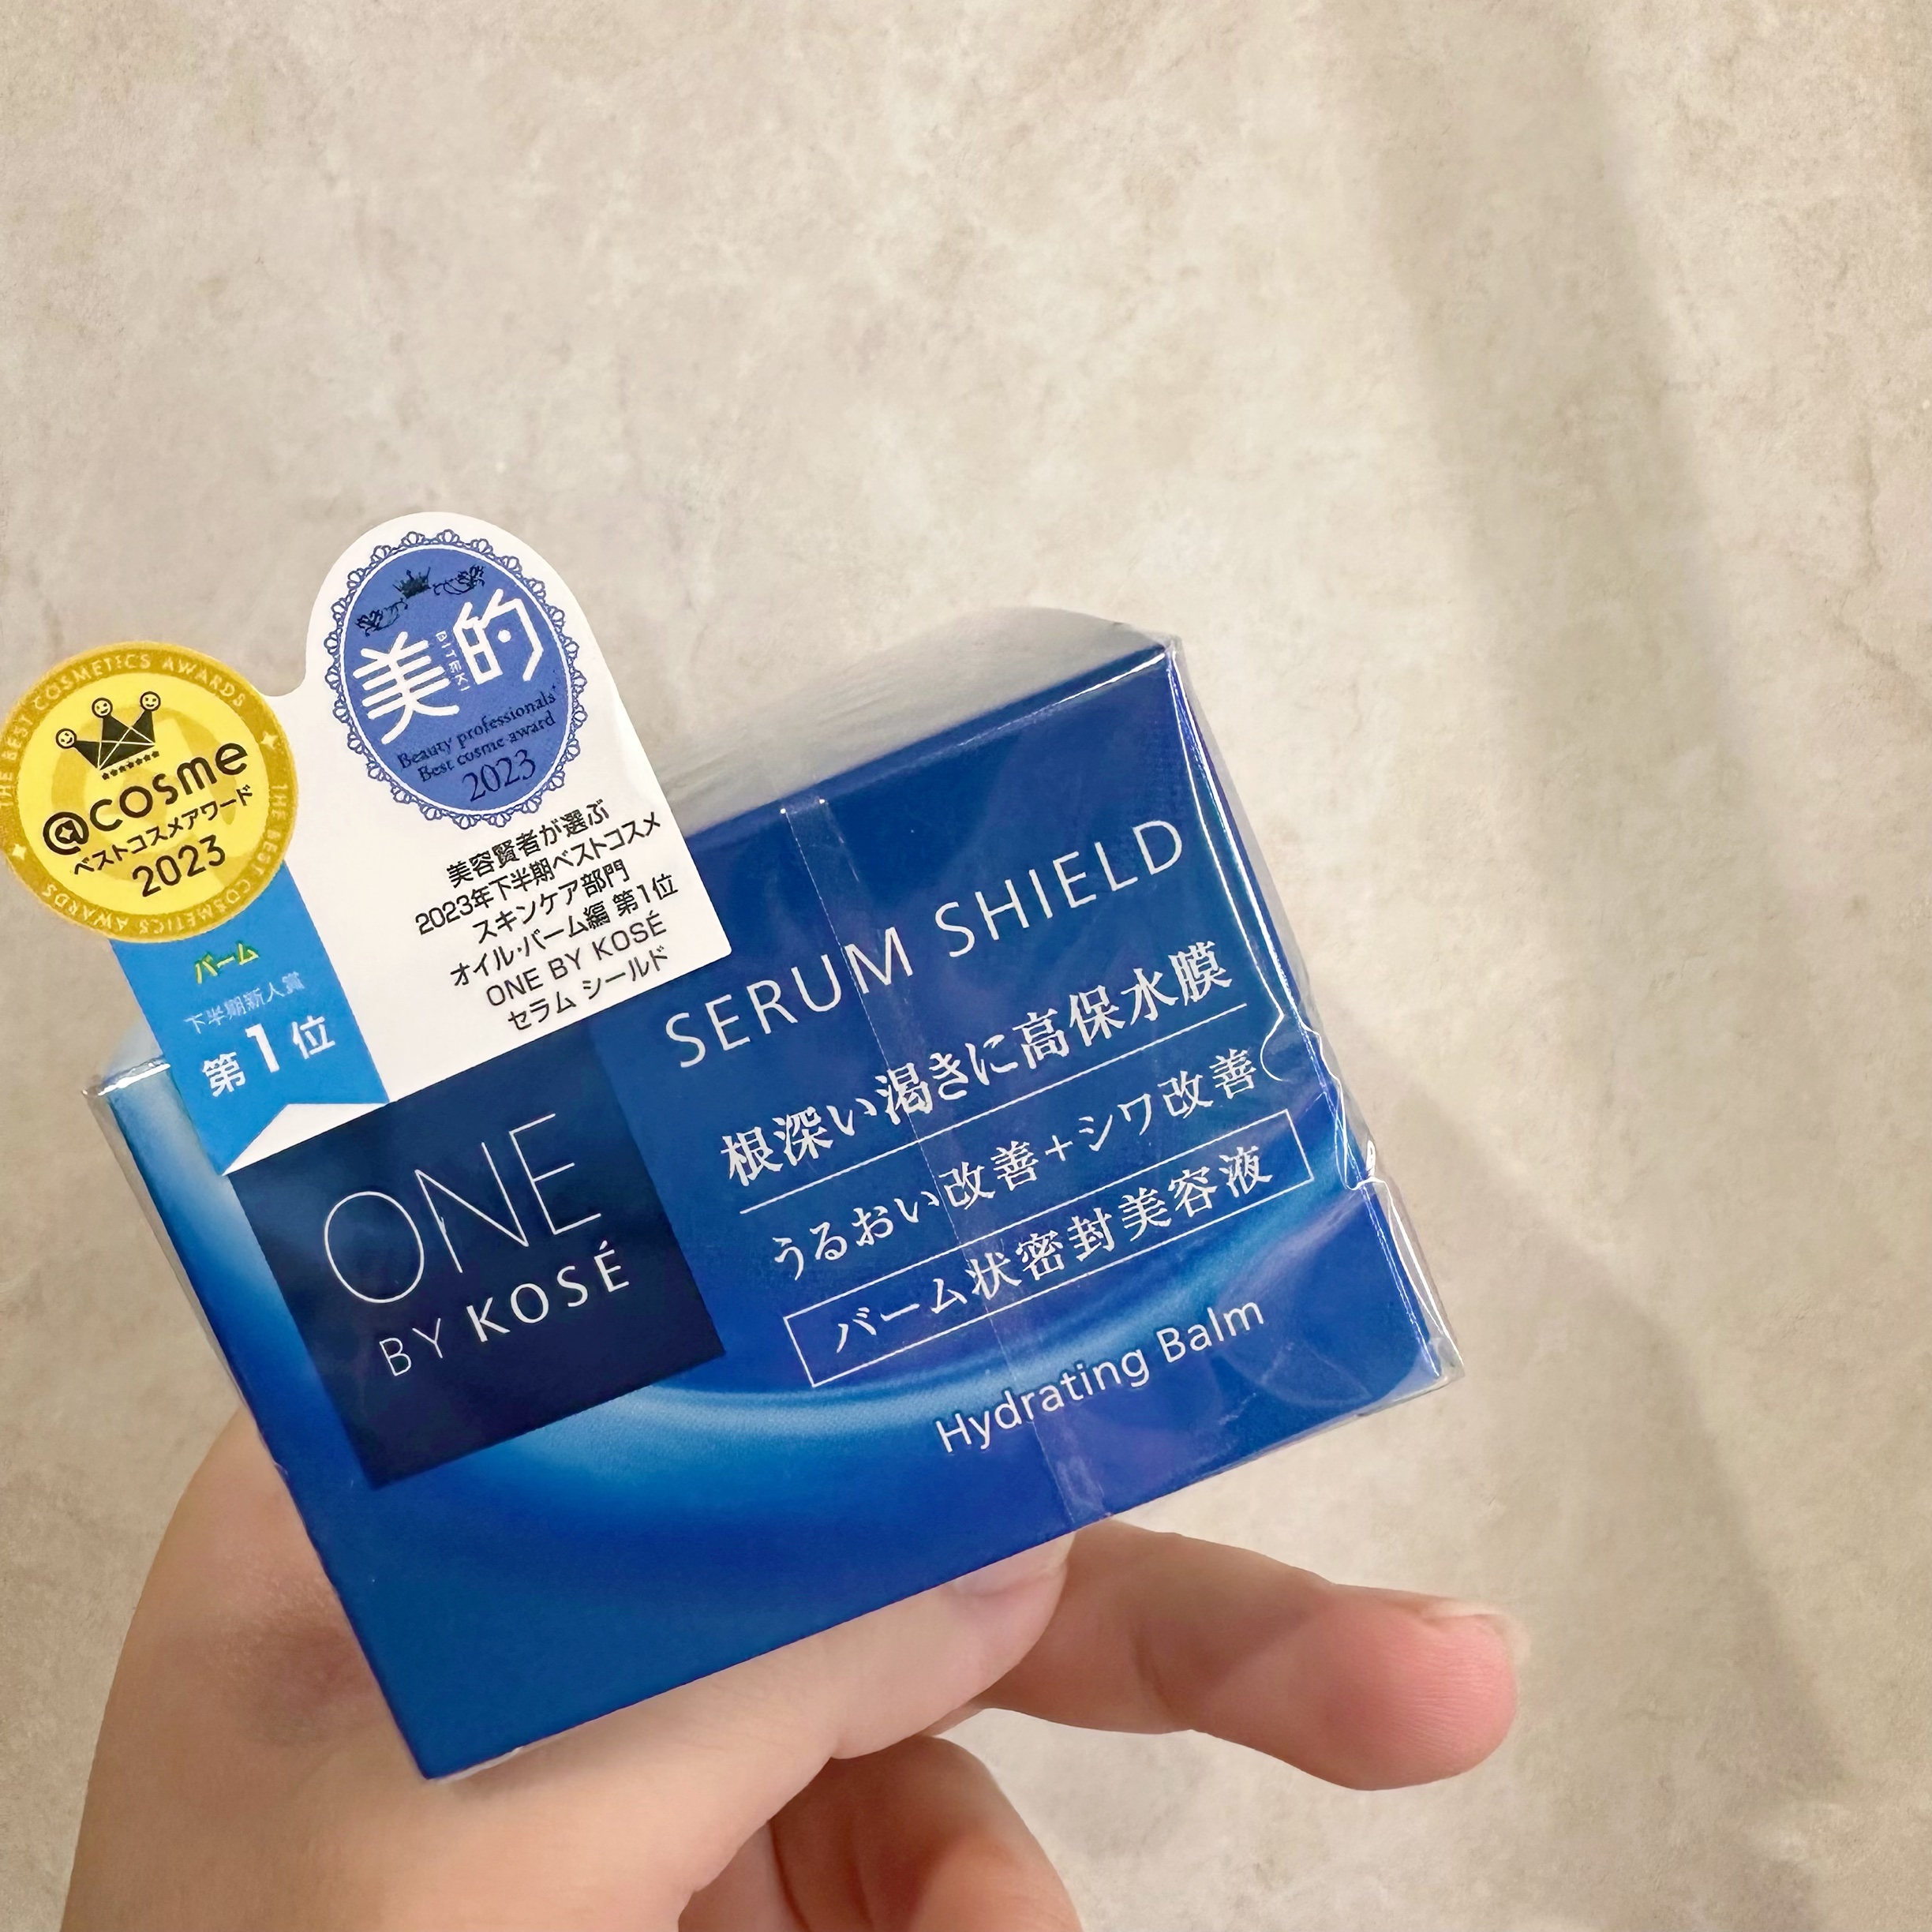 THE BEST COSMETICS AWARDS
@cosme
ベストコスメアワード
2023
バーム
下半期新人賞
第1位
美的
BITEKI
Beauty professionals'
Best cosme award
2023
美容賢者が選ぶ
2023年下半期ベストコスメ
スキンケア部門
オイル・バーム編 第1位
ONE BY KOSÉ
セラム シールド
ONE
BY KOSÉ
SERUM SHIELD
根深い渇きに高保水膜
うるおい改善+シワ改善
バーム状密封美容液
Hydrating Balm